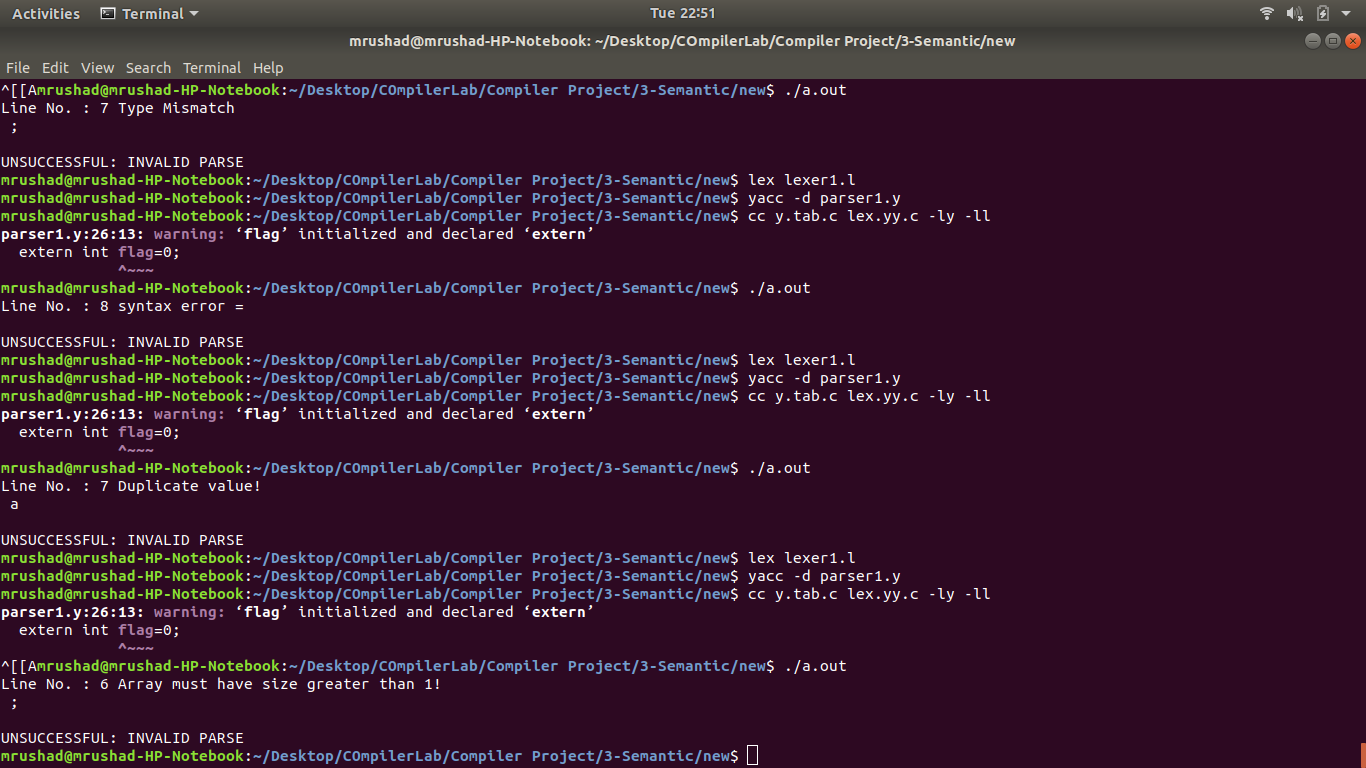 Activities Terminal Tue 22:51
mrushad@mrushad-HP-Notebook: ~/Desktop/COmpilerLab/Compiler Project/3-Semantic/new
File Edit View Search Terminal Help
^[[Amrushad@mrushad-HP-Notebook:~/Desktop/COmpilerLab/Compiler Project/3-Semantic/new$ ./a.out
Line No. : 7 Type Mismatch
;
UNSUCCESSFUL: INVALID PARSE
mrushad@mrushad-HP-Notebook:~/Desktop/COmpilerLab/Compiler Project/3-Semantic/new$ lex lexer1.l
mrushad@mrushad-HP-Notebook:~/Desktop/COmpilerLab/Compiler Project/3-Semantic/new$ yacc -d parser1.y
mrushad@mrushad-HP-Notebook:~/Desktop/COmpilerLab/Compiler Project/3-Semantic/new$ cc y.tab.c lex.yy.c -ly -ll
parser1.y:26:13: warning: ‘flag’ initialized and declared ‘extern’
extern int flag=0;
^~~~
mrushad@mrushad-HP-Notebook:~/Desktop/COmpilerLab/Compiler Project/3-Semantic/new$ ./a.out
Line No. : 8 syntax error =
UNSUCCESSFUL: INVALID PARSE
mrushad@mrushad-HP-Notebook:~/Desktop/COmpilerLab/Compiler Project/3-Semantic/new$ lex lexer1.l
mrushad@mrushad-HP-Notebook:~/Desktop/COmpilerLab/Compiler Project/3-Semantic/new$ yacc -d parser1.y
mrushad@mrushad-HP-Notebook:~/Desktop/COmpilerLab/Compiler Project/3-Semantic/new$ cc y.tab.c lex.yy.c -ly -ll
parser1.y:26:13: warning: ‘flag’ initialized and declared ‘extern’
extern int flag=0;
^~~~
mrushad@mrushad-HP-Notebook:~/Desktop/COmpilerLab/Compiler Project/3-Semantic/new$ ./a.out
Line No. : 7 Duplicate value!
a
UNSUCCESSFUL: INVALID PARSE
mrushad@mrushad-HP-Notebook:~/Desktop/COmpilerLab/Compiler Project/3-Semantic/new$ lex lexer1.l
mrushad@mrushad-HP-Notebook:~/Desktop/COmpilerLab/Compiler Project/3-Semantic/new$ yacc -d parser1.y
mrushad@mrushad-HP-Notebook:~/Desktop/COmpilerLab/Compiler Project/3-Semantic/new$ cc y.tab.c lex.yy.c -ly -ll
parser1.y:26:13: warning: ‘flag’ initialized and declared ‘extern’
extern int flag=0;
^~~~
^[[Amrushad@mrushad-HP-Notebook:~/Desktop/COmpilerLab/Compiler Project/3-Semantic/new$ ./a.out
Line No. : 6 Array must have size greater than 1!
;
UNSUCCESSFUL: INVALID PARSE
mrushad@mrushad-HP-Notebook:~/Desktop/COmpilerLab/Compiler Project/3-Semantic/new$